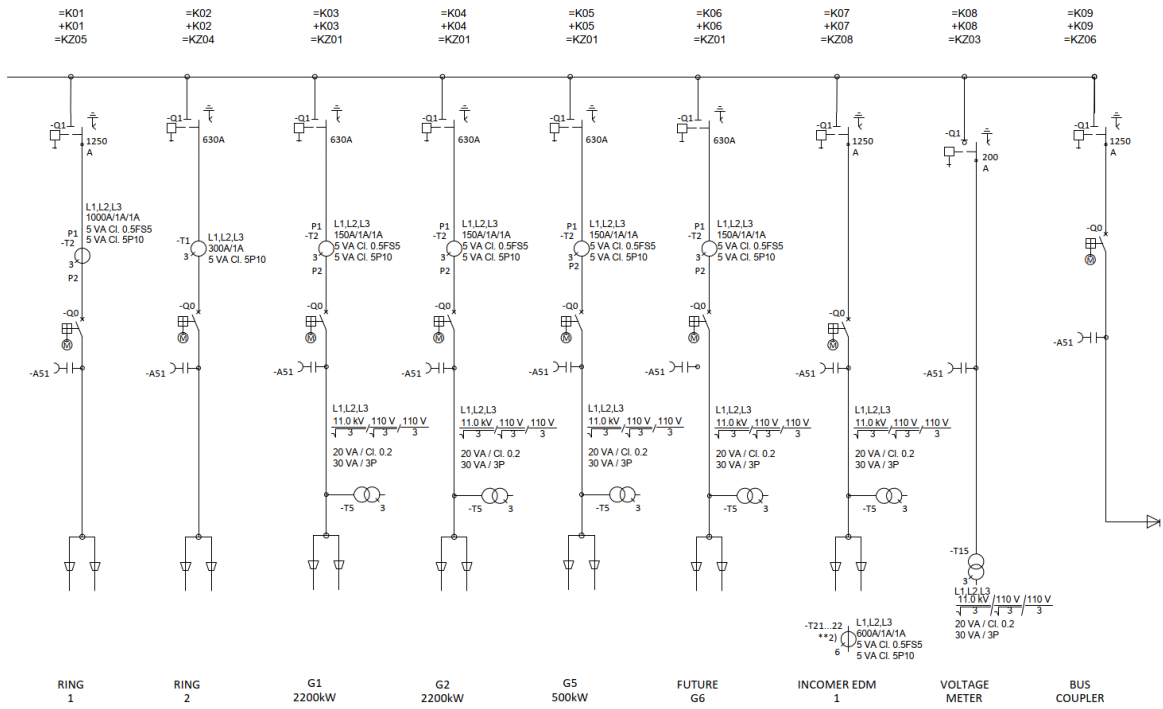 =K01
+K01
=KZ05
=K02
+K02
=KZ04
=K03
+K03
=KZ01
=K04
+K04
=KZ01
=K05
+K05
=KZ01
=K06
+K06
=KZ01
=K07
+K07
=KZ08
=K08
+K08
=KZ03
=K09
+K09
=KZ06
-Q1
1250
A
-Q1
630A
-Q1
630A
-Q1
630A
-Q1
630A
-Q1
630A
-Q1
1250
A
-Q1
200
A
-Q1
1250
A
L1,L2,L3
1000A/1A/1A
5 VA Cl. 0.5FS5
5 VA Cl. 5P10
P1
-T2
3
P2
L1,L2,L3
300A/1A
5 VA Cl. 5P10
-T1
3
L1,L2,L3
150A/1A/1A
5 VA Cl. 0.5FS5
5 VA Cl. 5P10
P1
-T2
3
P2
L1,L2,L3
150A/1A/1A
5 VA Cl. 0.5FS5
5 VA Cl. 5P10
P1
-T2
3
P2
L1,L2,L3
150A/1A/1A
5 VA Cl. 0.5FS5
5 VA Cl. 5P10
P1
-T2
3
P2
L1,L2,L3
150A/1A/1A
5 VA Cl. 0.5FS5
5 VA Cl. 5P10
P1
-T2
3
P2
-Q0
M
-Q0
M
-Q0
M
-Q0
M
-Q0
M
-Q0
M
-Q0
M
-Q0
M
-A51
-A51
-A51
-A51
-A51
-A51
-A51
-A51
-A51
L1,L2,L3
11.0 kV / 110 V / 110 V
√3 √3 3
20 VA / Cl. 0.2
30 VA / 3P
-T5 3
L1,L2,L3
11.0 kV / 110 V / 110 V
√3 √3 3
20 VA / Cl. 0.2
30 VA / 3P
-T5 3
L1,L2,L3
11.0 kV / 110 V / 110 V
√3 √3 3
20 VA / Cl. 0.2
30 VA / 3P
-T5 3
L1,L2,L3
11.0 kV / 110 V / 110 V
√3 √3 3
20 VA / Cl. 0.2
30 VA / 3P
-T5 3
L1,L2,L3
11.0 kV / 110 V / 110 V
√3 √3 3
20 VA / Cl. 0.2
30 VA / 3P
-T5 3
-T15
3
L1,L2,L3
11.0 kV / 110 V / 110 V
√3 √3 3
20 VA / Cl. 0.2
30 VA / 3P
-T21...22
**2)
6
L1,L2,L3
600A/1A/1A
5 VA Cl. 0.5FS5
5 VA Cl. 5P10
RING
1
RING
2
G1
2200kW
G2
2200kW
G5
500kW
FUTURE
G6
INCOMER EDM
1
VOLTAGE
METER
BUS
COUPLER